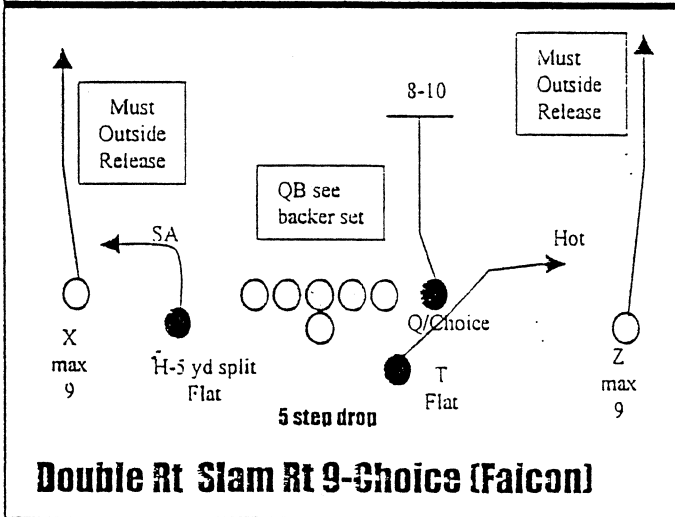 Must
Outside
Release
Must
Outside
Release
8-10
QB see
backer set
SA
Hot
Q/Choice
X
max
9
H-5 yd split
Flat
T
Flat
Z
max
9
5 step drop
Double Rt Slam Rt 9-Choice (Falcon)